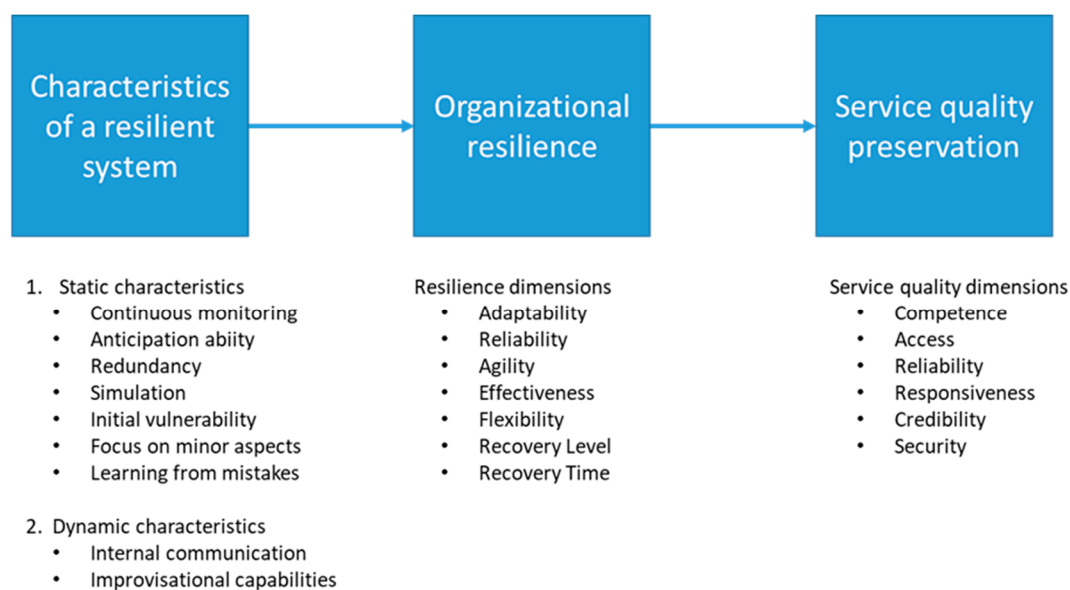 Characteristics
of a resilient
system
Organizational
resilience
Service quality
preservation
1. Static characteristics
• Continuous monitoring
• Anticipation abiity
• Redundancy
• Simulation
• Initial vulnerability
• Focus on minor aspects
• Learning from mistakes
2. Dynamic characteristics
• Internal communication
• Improvisational capabilities
Resilience dimensions
• Adaptability
• Reliability
• Agility
• Effectiveness
• Flexibility
• Recovery Level
• Recovery Time
Service quality dimensions
• Competence
• Access
• Reliability
• Responsiveness
• Credibility
• Security